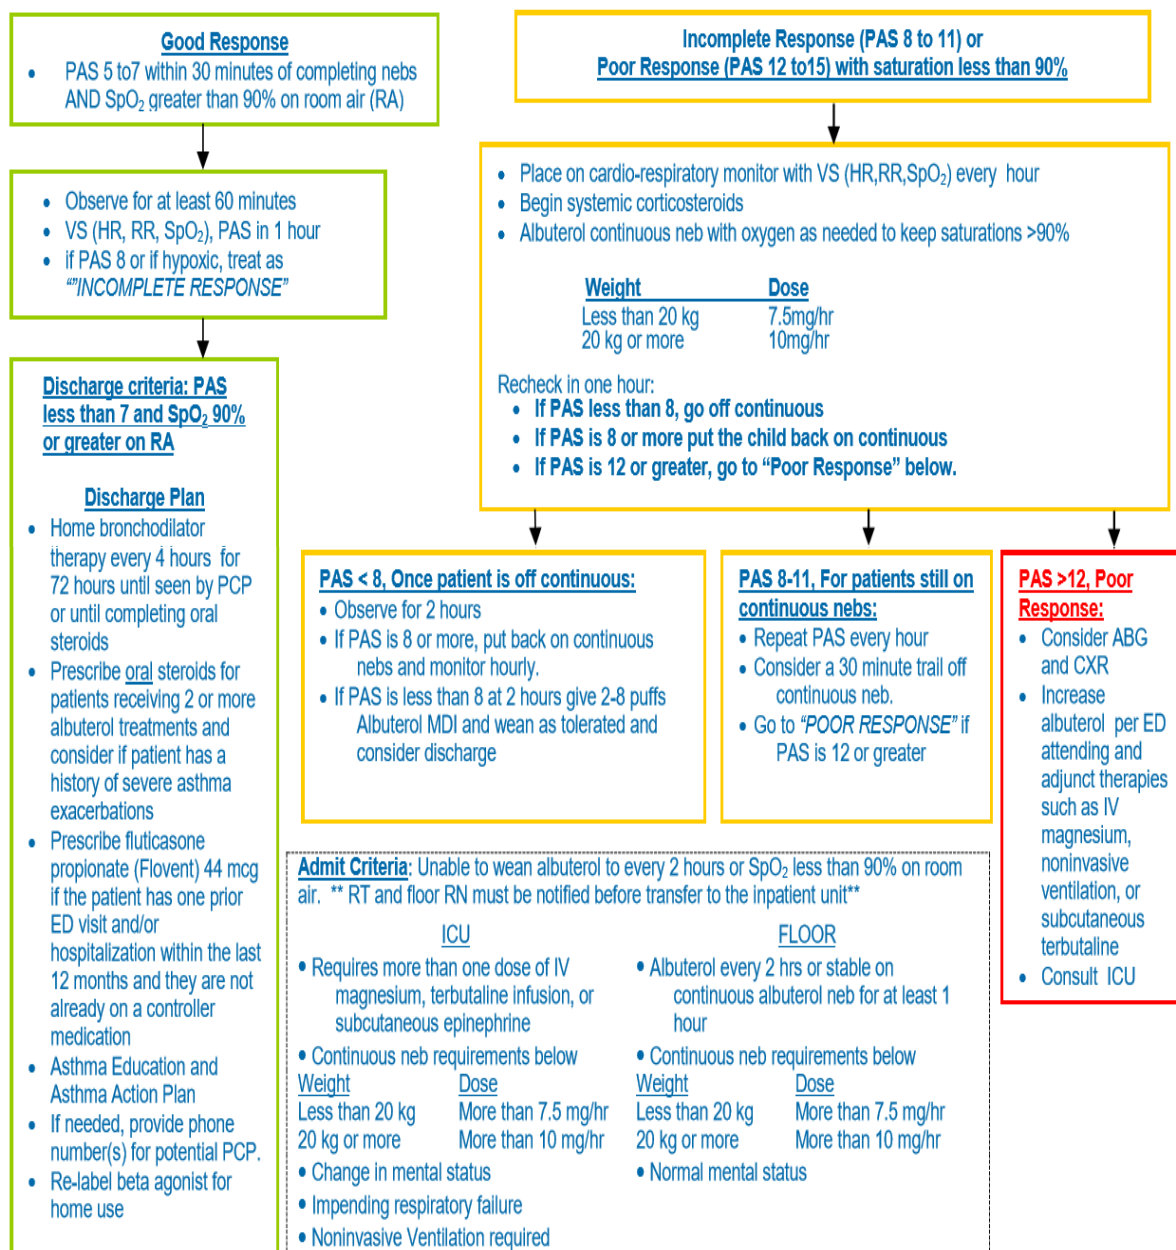 Good Response
• PAS 5 to7 within 30 minutes of completing nebs
AND SpO2 greater than 90% on room air (RA)
• Observe for at least 60 minutes
• VS (HR, RR, SpO2), PAS in 1 hour
• if PAS 8 or if hypoxic, treat as
“”INCOMPLETE RESPONSE”
Discharge criteria: PAS
less than 7 and SpO2 90%
or greater on RA
Discharge Plan
• Home bronchodilator
therapy every 4 hours for
72 hours until seen by PCP
or until completing oral
steroids
• Prescribe oral steroids for
patients receiving 2 or more
albuterol treatments and
consider if patient has a
history of severe asthma
exacerbations
• Prescribe fluticasone
propionate (Flovent) 44 mcg
if the patient has one prior
ED visit and/or
hospitalization within the last
12 months and they are not
already on a controller
medication
• Asthma Education and
Asthma Action Plan
• If needed, provide phone
number(s) for potential PCP.
• Re-label beta agonist for
home use
Incomplete Response (PAS 8 to 11) or
Poor Response (PAS 12 to15) with saturation less than 90%
• Place on cardio-respiratory monitor with VS (HR,RR,SpO2) every hour
• Begin systemic corticosteroids
• Albuterol continuous neb with oxygen as needed to keep saturations >90%
Weight Dose
Less than 20 kg 7.5mg/hr
20 kg or more 10mg/hr
Recheck in one hour:
• If PAS less than 8, go off continuous
• If PAS is 8 or more put the child back on continuous
• If PAS is 12 or greater, go to “Poor Response” below.
PAS < 8, Once patient is off continuous:
• Observe for 2 hours
• If PAS is 8 or more, put back on continuous
nebs and monitor hourly.
• If PAS is less than 8 at 2 hours give 2-8 puffs
Albuterol MDI and wean as tolerated and
consider discharge
PAS 8-11, For patients still on
continuous nebs:
• Repeat PAS every hour
• Consider a 30 minute trail off
continuous neb.
• Go to “POOR RESPONSE” if
PAS is 12 or greater
PAS >12, Poor
Response:
• Consider ABG
and CXR
• Increase
albuterol per ED
attending and
adjunct therapies
such as IV
magnesium,
noninvasive
ventilation, or
subcutaneous
terbutaline
• Consult ICU
Admit Criteria: Unable to wean albuterol to every 2 hours or SpO2 less than 90% on room
air. ** RT and floor RN must be notified before transfer to the inpatient unit**
ICU
• Requires more than one dose of IV
magnesium, terbutaline infusion, or
subcutaneous epinephrine
• Continuous neb requirements below
Weight Dose
Less than 20 kg More than 7.5 mg/hr
20 kg or more More than 10 mg/hr
• Change in mental status
• Impending respiratory failure
• Noninvasive Ventilation required
FLOOR
• Albuterol every 2 hrs or stable on
continuous albuterol neb for at least 1
hour
• Continuous neb requirements below
Weight Dose
Less than 20 kg More than 7.5 mg/hr
20 kg or more More than 10 mg/hr
• Normal mental status